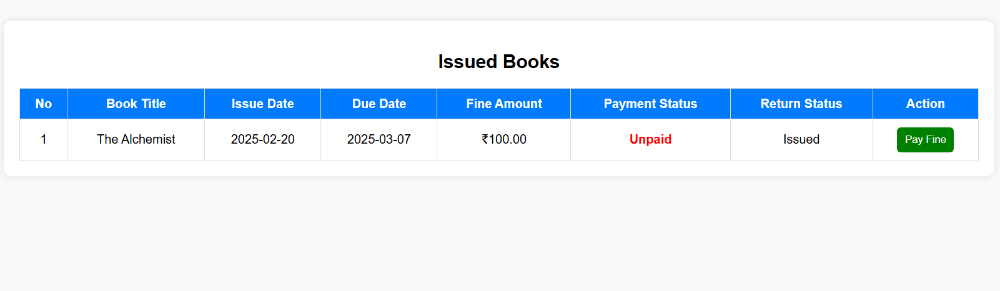 Issued Books
No Book Title Issue Date Due Date Fine Amount Payment Status Return Status Action
1 The Alchemist 2025-02-20 2025-03-07 ₹100.00 Unpaid Issued Pay Fine